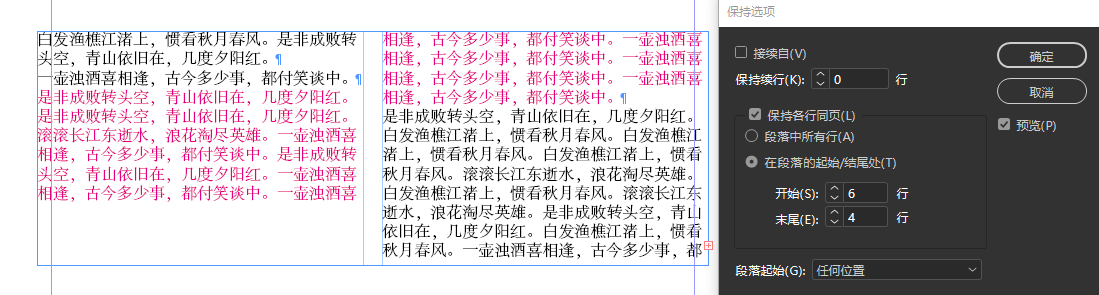 白发渔樵江渚上，惯看秋月春风。是非成败转
头空，青山依旧在，几度夕阳红。¶
一壶浊酒喜相逢，古今多少事，都付笑谈中。¶
是非成败转头空，青山依旧在，几度夕阳红。
是非成败转头空，青山依旧在，几度夕阳红。
滚滚长江东逝水，浪花淘尽英雄。一壶浊酒喜
相逢，古今多少事，都付笑谈中。是非成败转
头空，青山依旧在，几度夕阳红。一壶浊酒喜
相逢，古今多少事，都付笑谈中。一壶浊酒喜
相逢，古今多少事，都付笑谈中。一壶浊酒喜
相逢，古今多少事，都付笑谈中。一壶浊酒喜
相逢，古今多少事，都付笑谈中。一壶浊酒喜
相逢，古今多少事，都付笑谈中。¶
是非成败转头空，青山依旧在，几度夕阳红。
白发渔樵江渚上，惯看秋月春风。白发渔樵江
渚上，惯看秋月春风。白发渔樵江渚上，惯看
秋月春风。滚滚长江东逝水，浪花淘尽英雄。
白发渔樵江渚上，惯看秋月春风。滚滚长江东
逝水，浪花淘尽英雄。是非成败转头空，青山
依旧在，几度夕阳红。白发渔樵江渚上，惯看
秋月春风。一壶浊酒喜相逢，古今多少事，都
保持选项
接续自(V)
保持续行(K): 0 行
保持各行同页(L)
段落中所有行(A)
在段落的起始/结尾处(T)
开始(S): 6 行
末尾(E): 4 行
段落起始(G): 任何位置
确定
取消
预览(P)